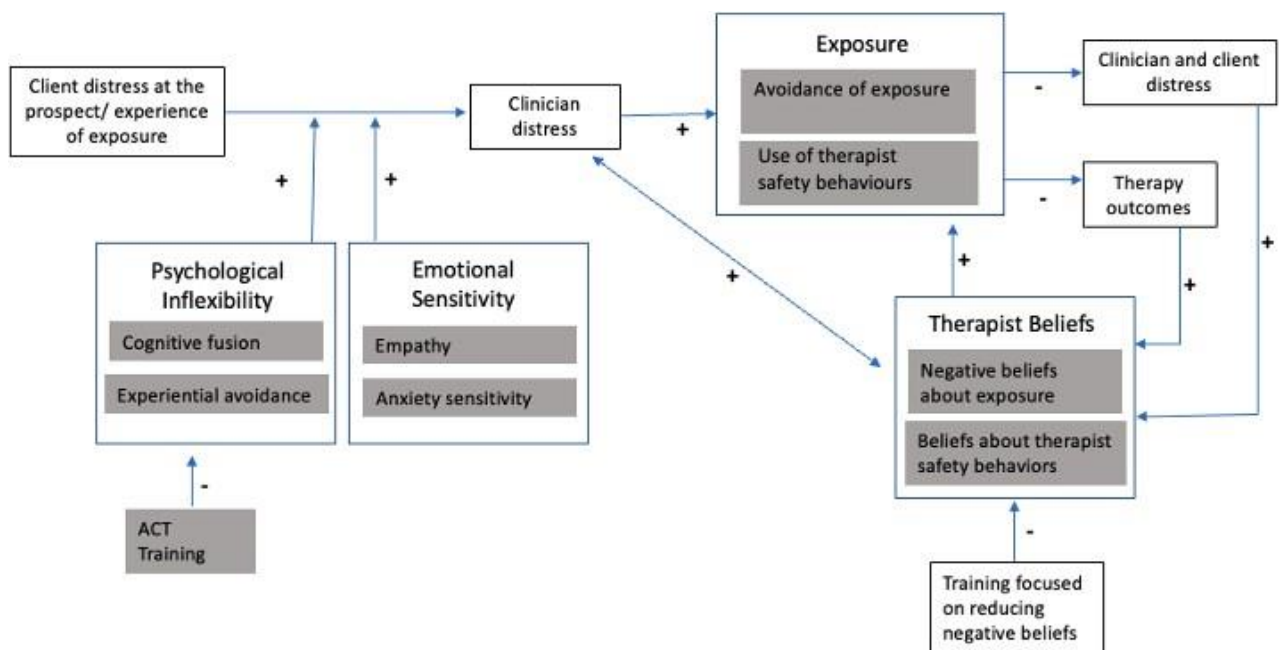 Client distress at the
prospect/ experience
of exposure
+
+
Clinician
distress
+
Exposure
Avoidance of exposure
Use of therapist
safety behaviours
-
Clinician and client
distress
-
Therapy
outcomes
+
+
+
+
Psychological
Inflexibility
Cognitive fusion
Experiential avoidance
Emotional
Sensitivity
Empathy
Anxiety sensitivity
Therapist Beliefs
Negative beliefs
about exposure
Beliefs about therapist
safety behaviors
-
ACT
Training
-
Training focused
on reducing
negative beliefs